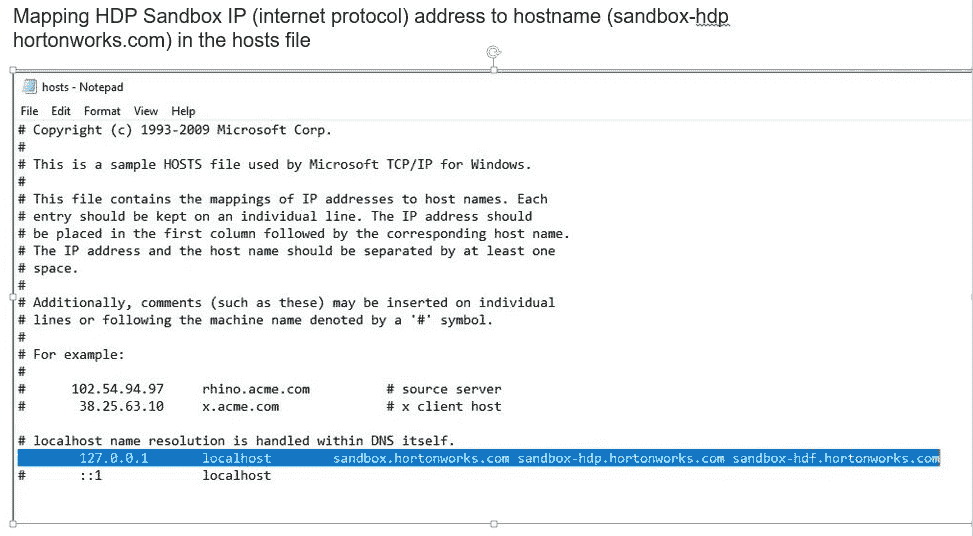 Mapping HDP Sandbox IP (internet protocol) address to hostname (sandbox-hdp
hortonworks.com) in the hosts file
hosts - Notepad
File Edit Format View Help
# Copyright (c) 1993-2009 Microsoft Corp.
#
# This is a sample HOSTS file used by Microsoft TCP/IP for Windows.
#
# This file contains the mappings of IP addresses to host names. Each
# entry should be kept on an individual line. The IP address should
# be placed in the first column followed by the corresponding host name.
# The IP address and the host name should be separated by at least one
# space.
#
# Additionally, comments (such as these) may be inserted on individual
# lines or following the machine name denoted by a '#' symbol.
#
# For example:
#
#      102.54.94.97     rhino.acme.com          # source server
#       38.25.63.10     x.acme.com              # x client host
# localhost name resolution is handled within DNS itself.
        127.0.0.1       localhost        sandbox.hortonworks.com sandbox-hdp.hortonworks.com sandbox-hdf.hortonworks.com
#       ::1             localhost